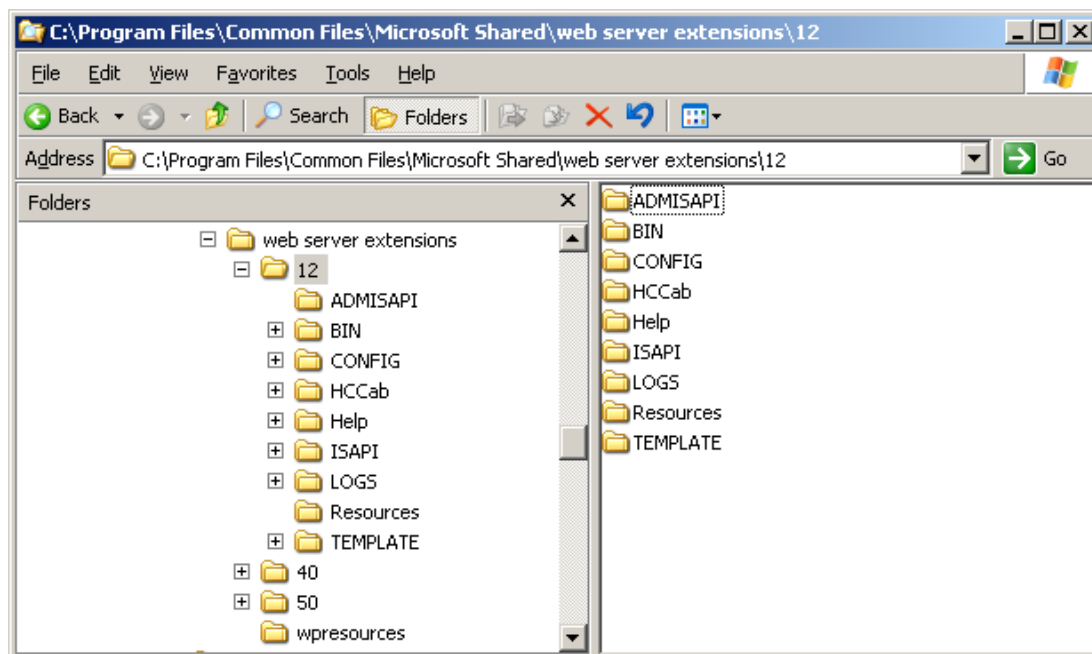 C:\Program Files\Common Files\Microsoft Shared\web server extensions\12
File Edit View Favorites Tools Help
Back Search Folders
Address C:\Program Files\Common Files\Microsoft Shared\web server extensions\12 Go
Folders
web server extensions
12
ADMISAPI
BIN
CONFIG
HCCab
Help
ISAPI
LOGS
Resources
TEMPLATE
40
50
wpresources
ADMISAPI
BIN
CONFIG
HCCab
Help
ISAPI
LOGS
Resources
TEMPLATE